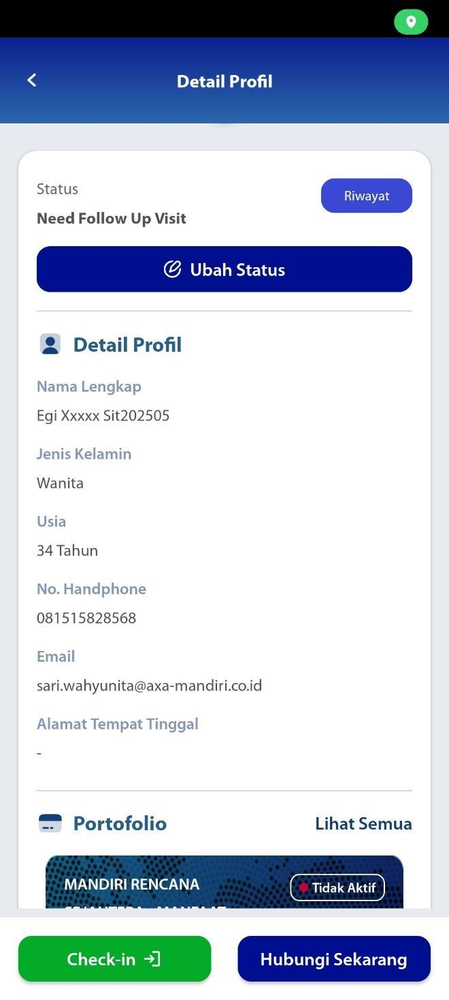 Detail Profil
Status
Riwayat
Need Follow Up Visit
Ubah Status
Detail Profil
Nama Lengkap
Egi Xxxxx Sit202505
Jenis Kelamin
Wanita
Usia
34 Tahun
No. Handphone
081515828568
Email
sari.wahyunita@axa-mandiri.co.id
Alamat Tempat Tinggal
-
Portofolio
Lihat Semua
MANDIRI RENCANA
Tidak Aktif
Check-in
Hubungi Sekarang